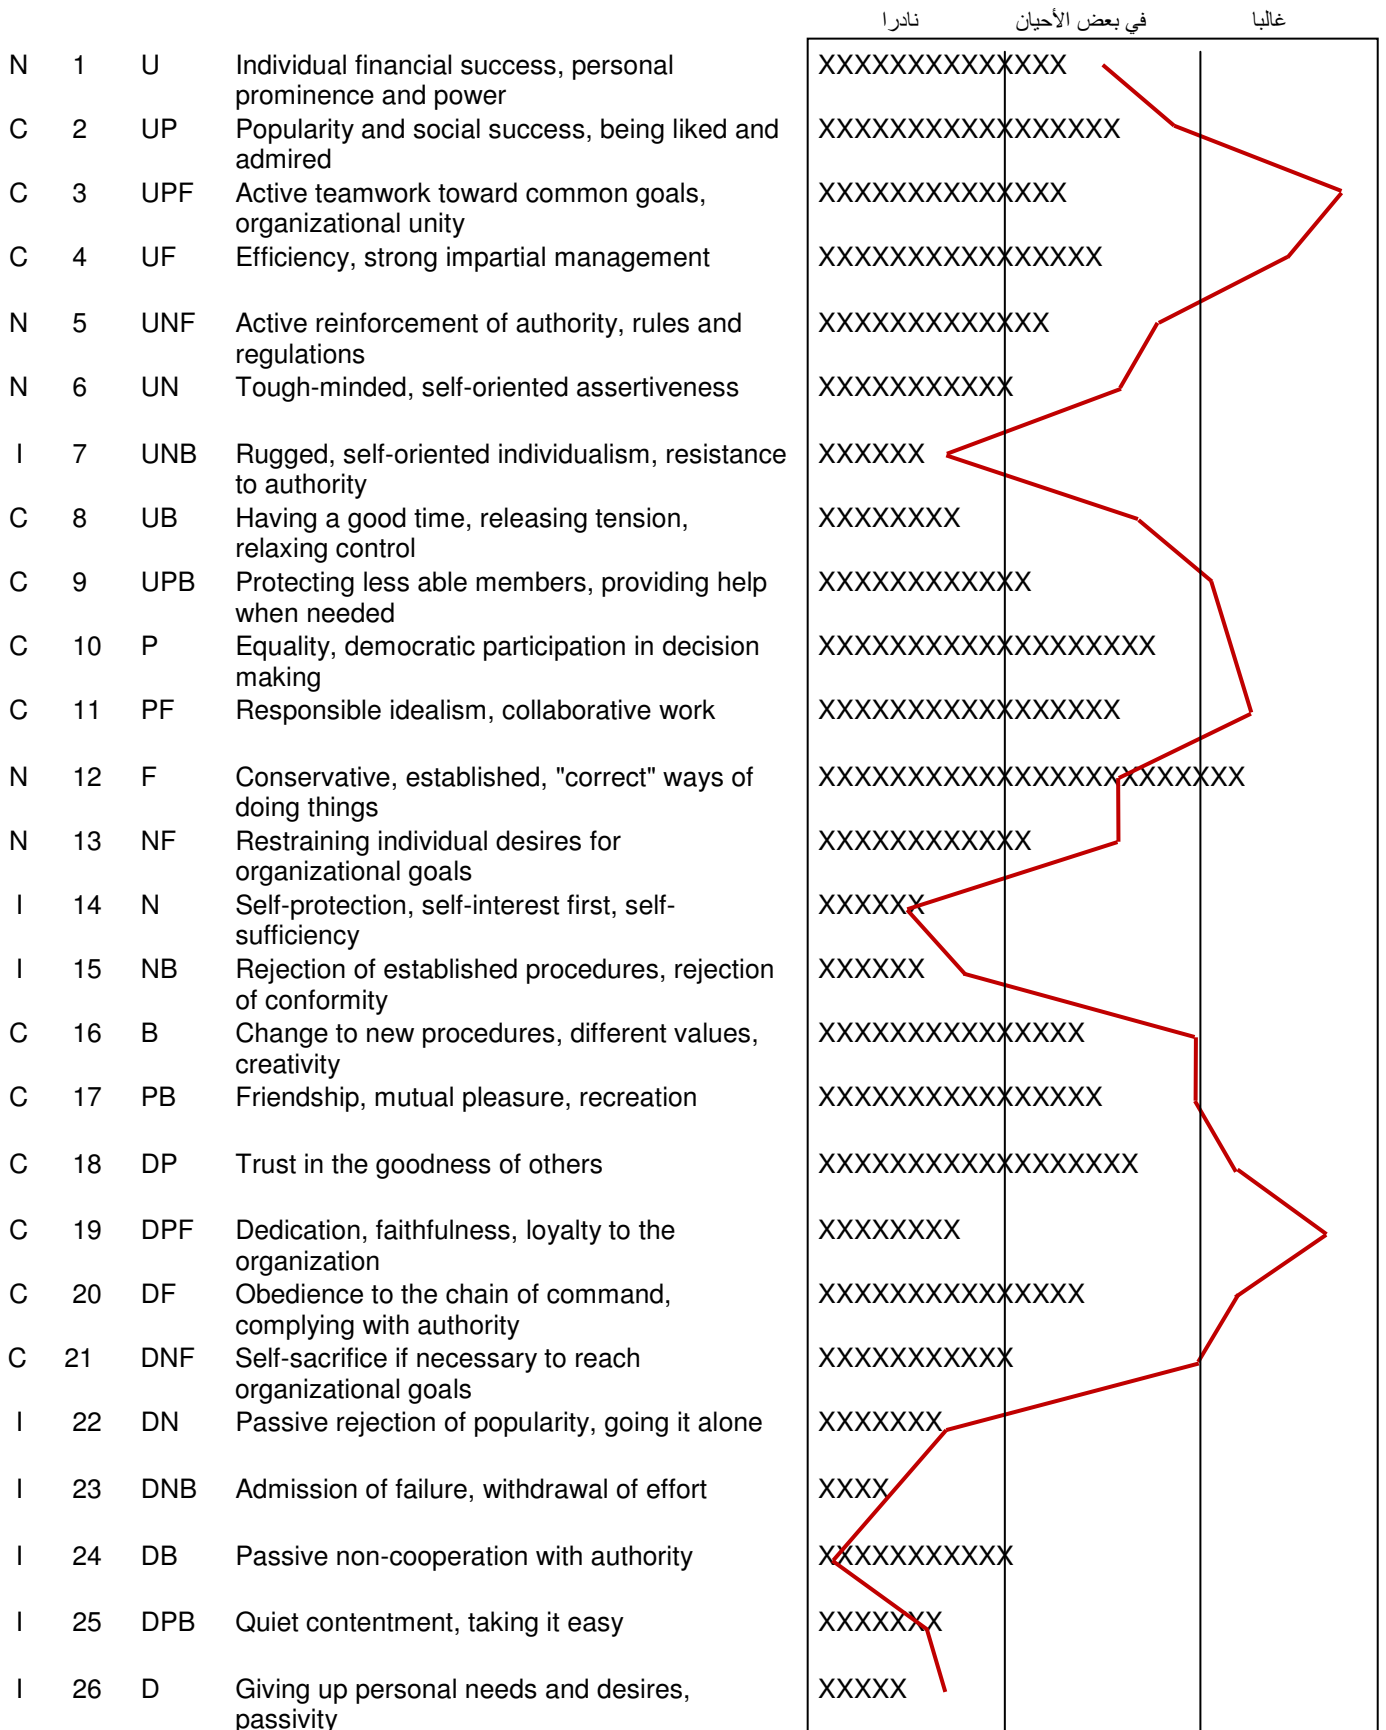 نادرا في بعض الأحيان غالبا
N 1 U Individual financial success, personal XXXXXXXXXXXXXX
prominence and power
C 2 UP Popularity and social success, being liked and XXXXXXXXXXXXXXXXX
admired
C 3 UPF Active teamwork toward common goals, XXXXXXXXXXXXXX
organizational unity
C 4 UF Efficiency, strong impartial management XXXXXXXXXXXXXXXX
N 5 UNF Active reinforcement of authority, rules and XXXXXXXXXXXXX
regulations
N 6 UN Tough-minded, self-oriented assertiveness XXXXXXXXXXX
I 7 UNB Rugged, self-oriented individualism, resistance XXXXXX
to authority
C 8 UB Having a good time, releasing tension, XXXXXXXX
relaxing control
C 9 UPB Protecting less able members, providing help XXXXXXXXXXXX
when needed
C 10 P Equality, democratic participation in decision XXXXXXXXXXXXXXXXXXX
making
C 11 PF Responsible idealism, collaborative work XXXXXXXXXXXXXXXXX
N 12 F Conservative, established, "correct" ways of XXXXXXXXXXXXXXXXXXXXXXXX
doing things
N 13 NF Restraining individual desires for XXXXXXXXXXXX
organizational goals
I 14 N Self-protection, self-interest first, self- XXXXXX
sufficiency
I 15 NB Rejection of established procedures, rejection XXXXXX
of conformity
C 16 B Change to new procedures, different values, XXXXXXXXXXXXXXX
creativity
C 17 PB Friendship, mutual pleasure, recreation XXXXXXXXXXXXXXXX
C 18 DP Trust in the goodness of others XXXXXXXXXXXXXXXXXX
C 19 DPF Dedication, faithfulness, loyalty to the XXXXXXXX
organization
C 20 DF Obedience to the chain of command, XXXXXXXXXXXXXXX
complying with authority
C 21 DNF Self-sacrifice if necessary to reach XXXXXXXXXXX
organizational goals
I 22 DN Passive rejection of popularity, going it alone XXXXXXX
I 23 DNB Admission of failure, withdrawal of effort XXXX
I 24 DB Passive non-cooperation with authority XXXXXXXXXXX
I 25 DPB Quiet contentment, taking it easy XXXXXXX
I 26 D Giving up personal needs and desires, XXXXX
passivity